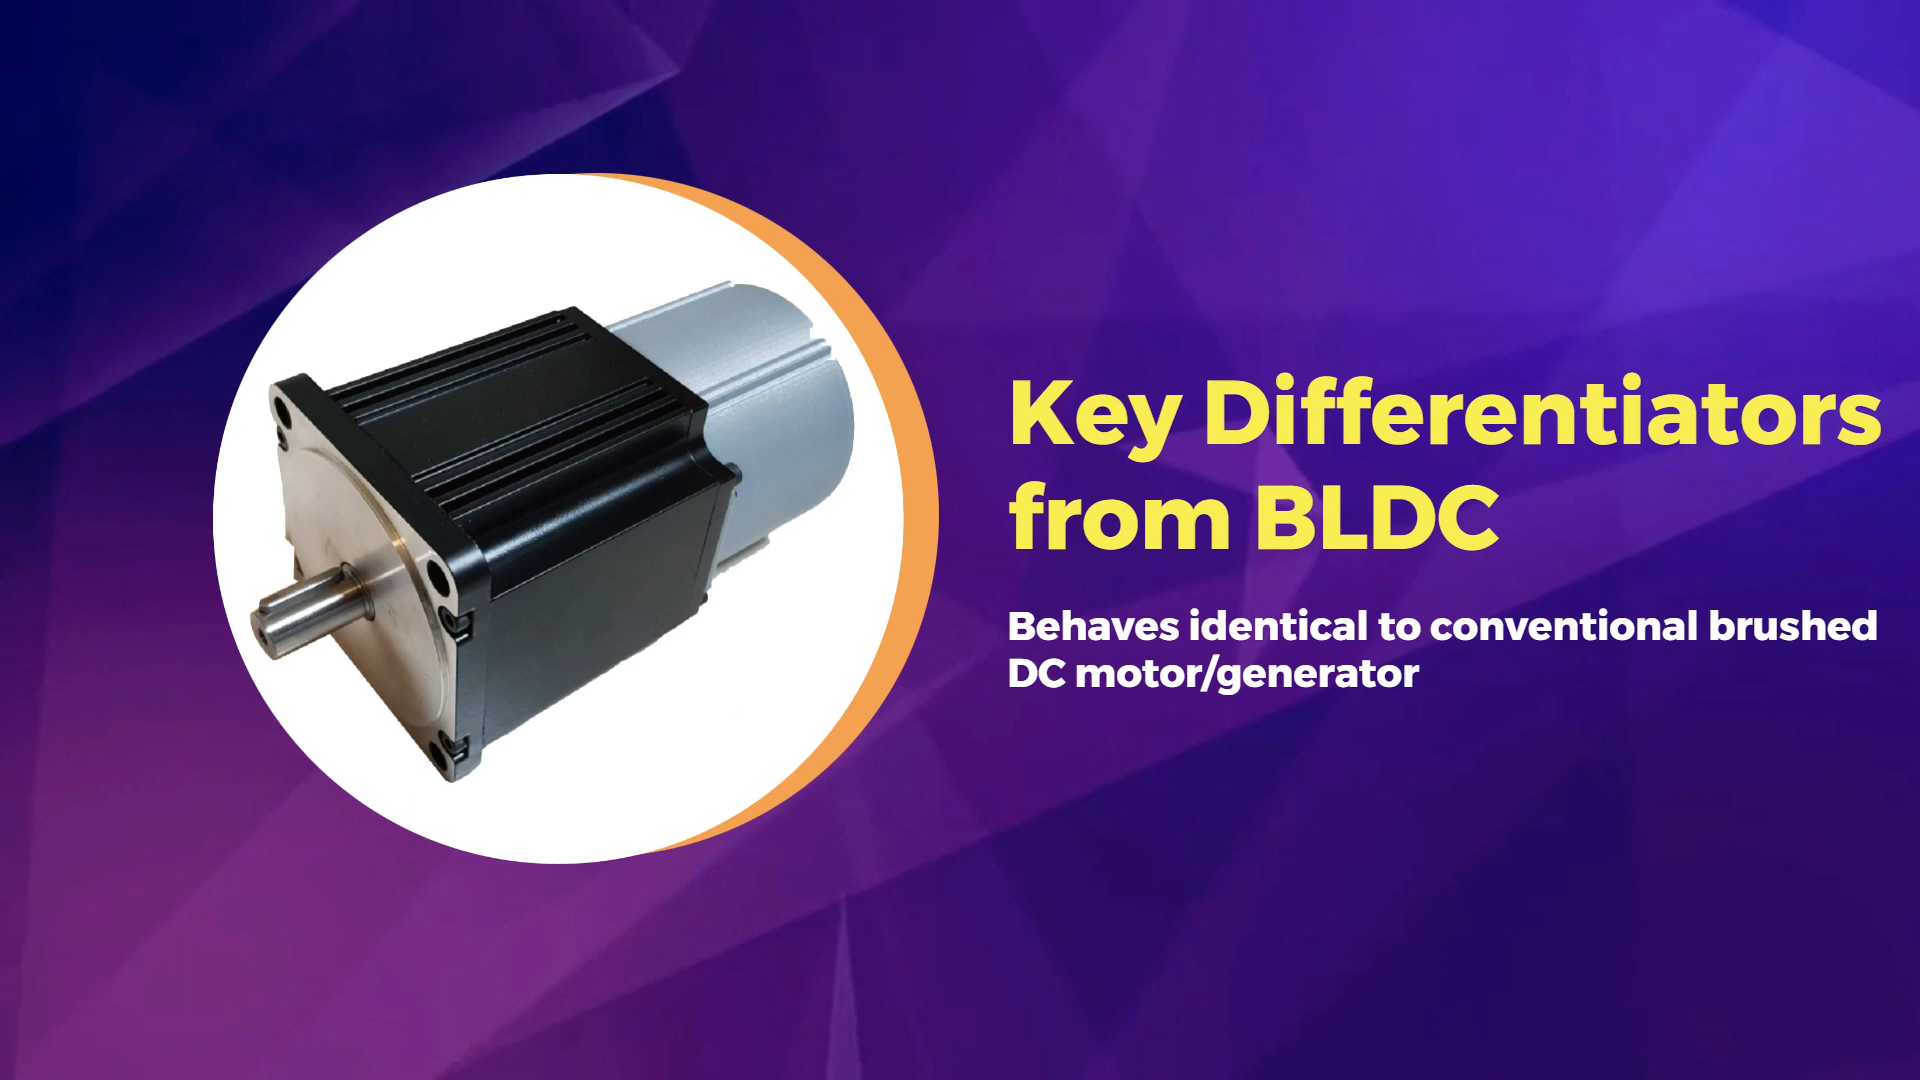 Key Differentiators
from BLDC
Behaves identical to conventional brushed
DC motor/generator